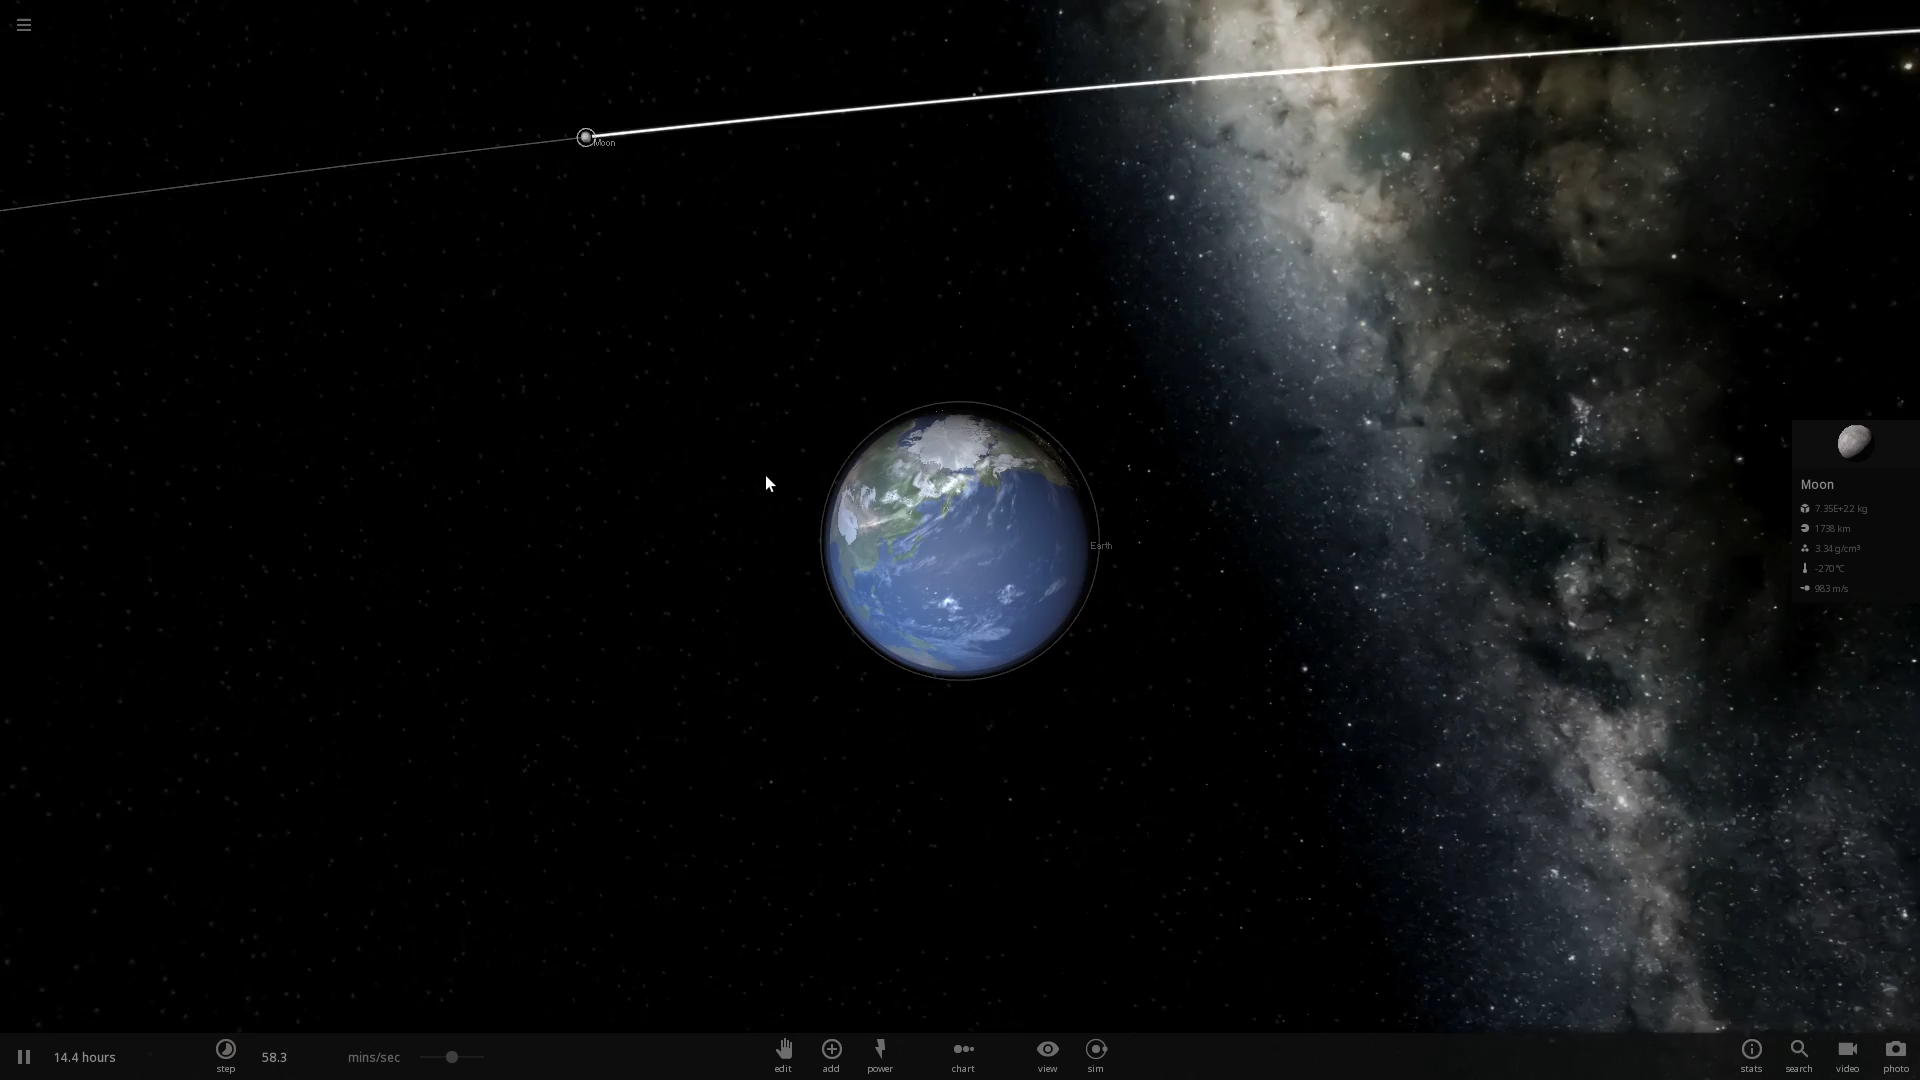 Moon
Earth
Moon
7.35E+22 kg
1738 km
3.34 g/cm³
-270 °C
983 m/s
14.4 hours
step
58.3
mins/sec
edit
add
power
chart
view
sim
stats
search
video
photo